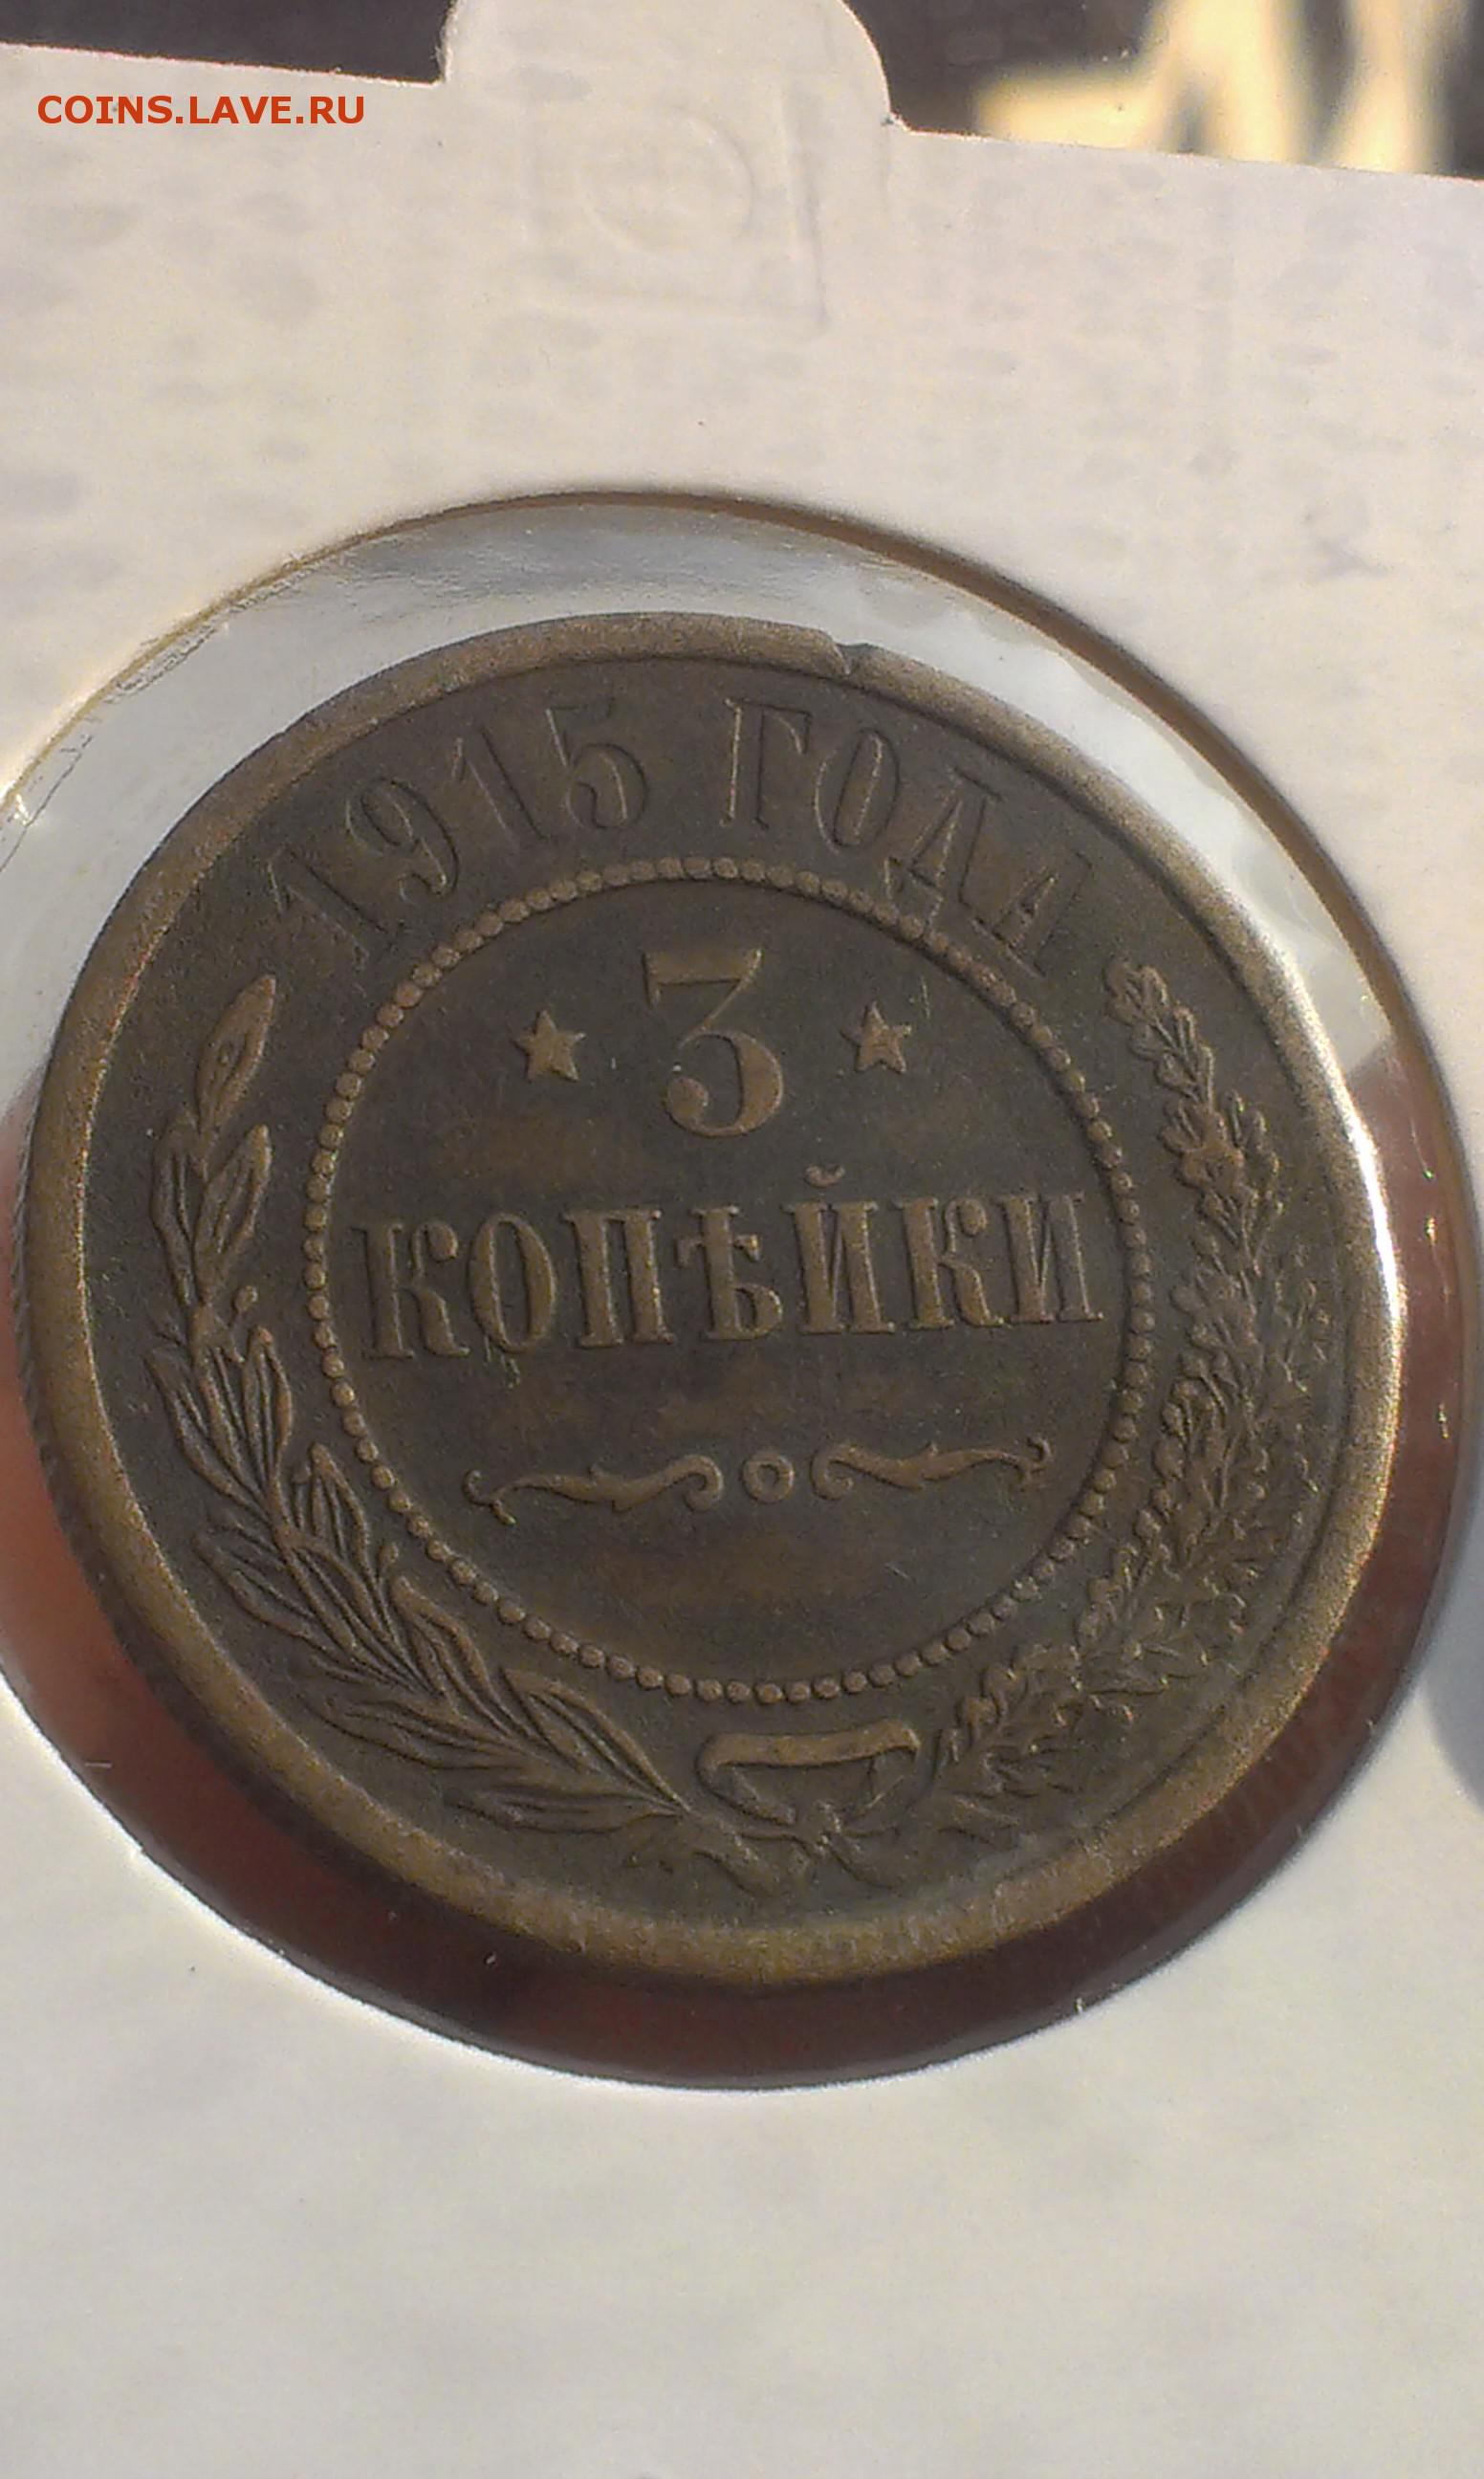 COINS.LAVE.RU
1915 ГОДА
3
КОПѢЙКИ